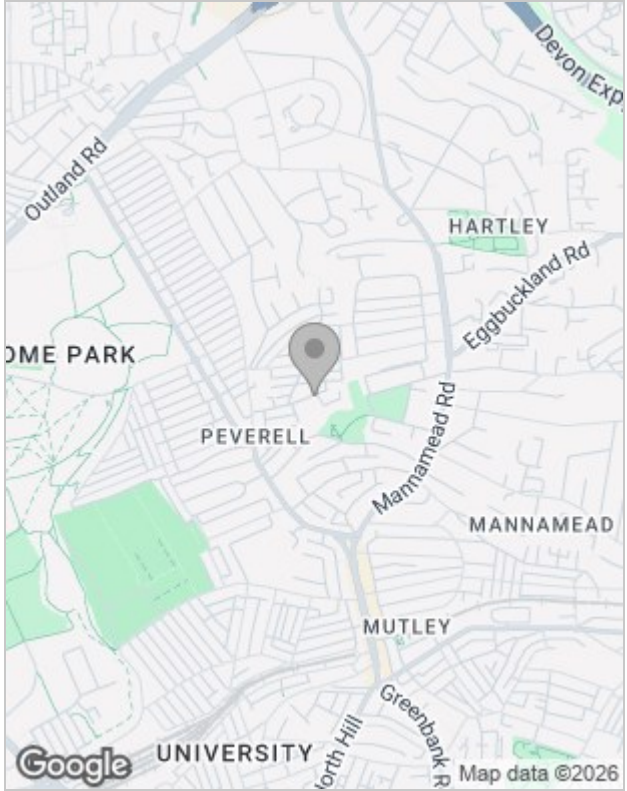 Devon Exp
Outland Rd
HARTLEY
Eggbuckland Rd
OME PARK
PEVERELL
Mannamead Rd
MANNAMEAD
MUTLEY
Greenbank R
orth Hill
UNIVERSITY
Google
Map data ©2026